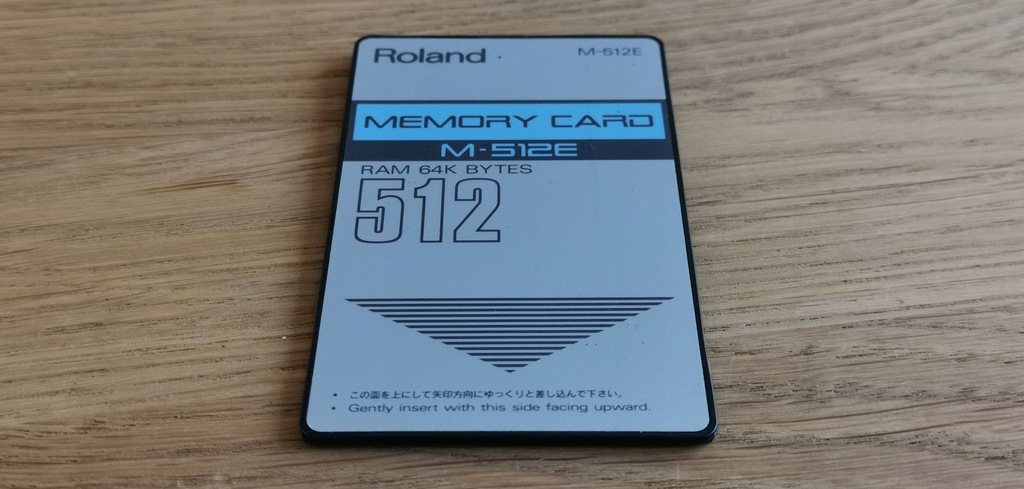 Roland M-512E
MEMORY CARD
M-512E
RAM 64K BYTES
512
• この面を上にして矢印方向にゆっくりと差し込んで下さい。
• Gently insert with this side facing upward.